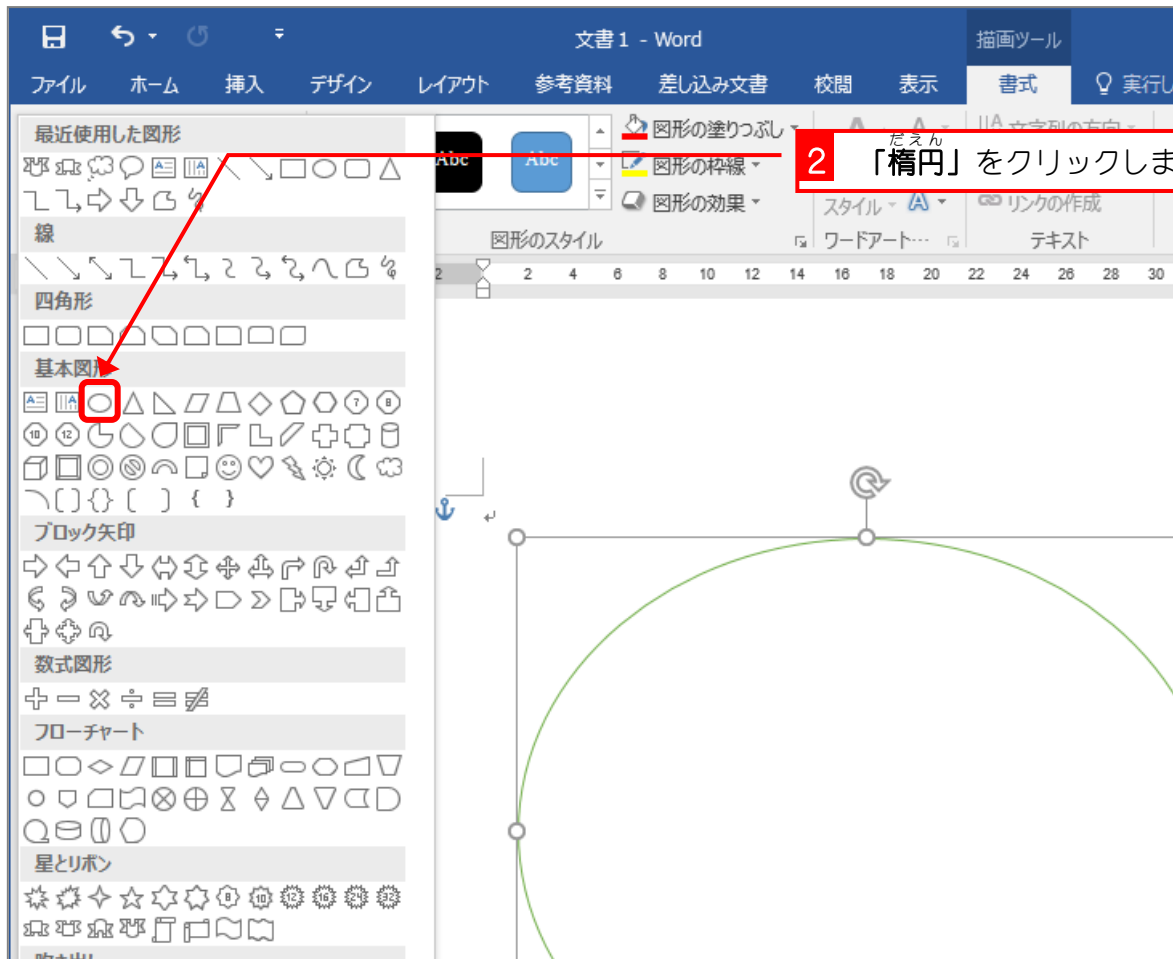 文書 1 - Word
描画ツール
ファイル ホーム 挿入 デザイン レイアウト 参考資料 差し込み文書 校閲 表示 書式 実行し
最近使用した図形
線
四角形
基本図形
ブロック矢印
数式図形
フローチャート
星とリボン
Abc Abc
図形の塗りつぶし
図形の枠線
図形の効果
図形のスタイル
2 「楕円」をクリックしま
だえん
スタイル
リンクの作成
ワードアート…
テキスト
2 2 4 6 8 10 12 14 16 18 20 22 24 26 28 30